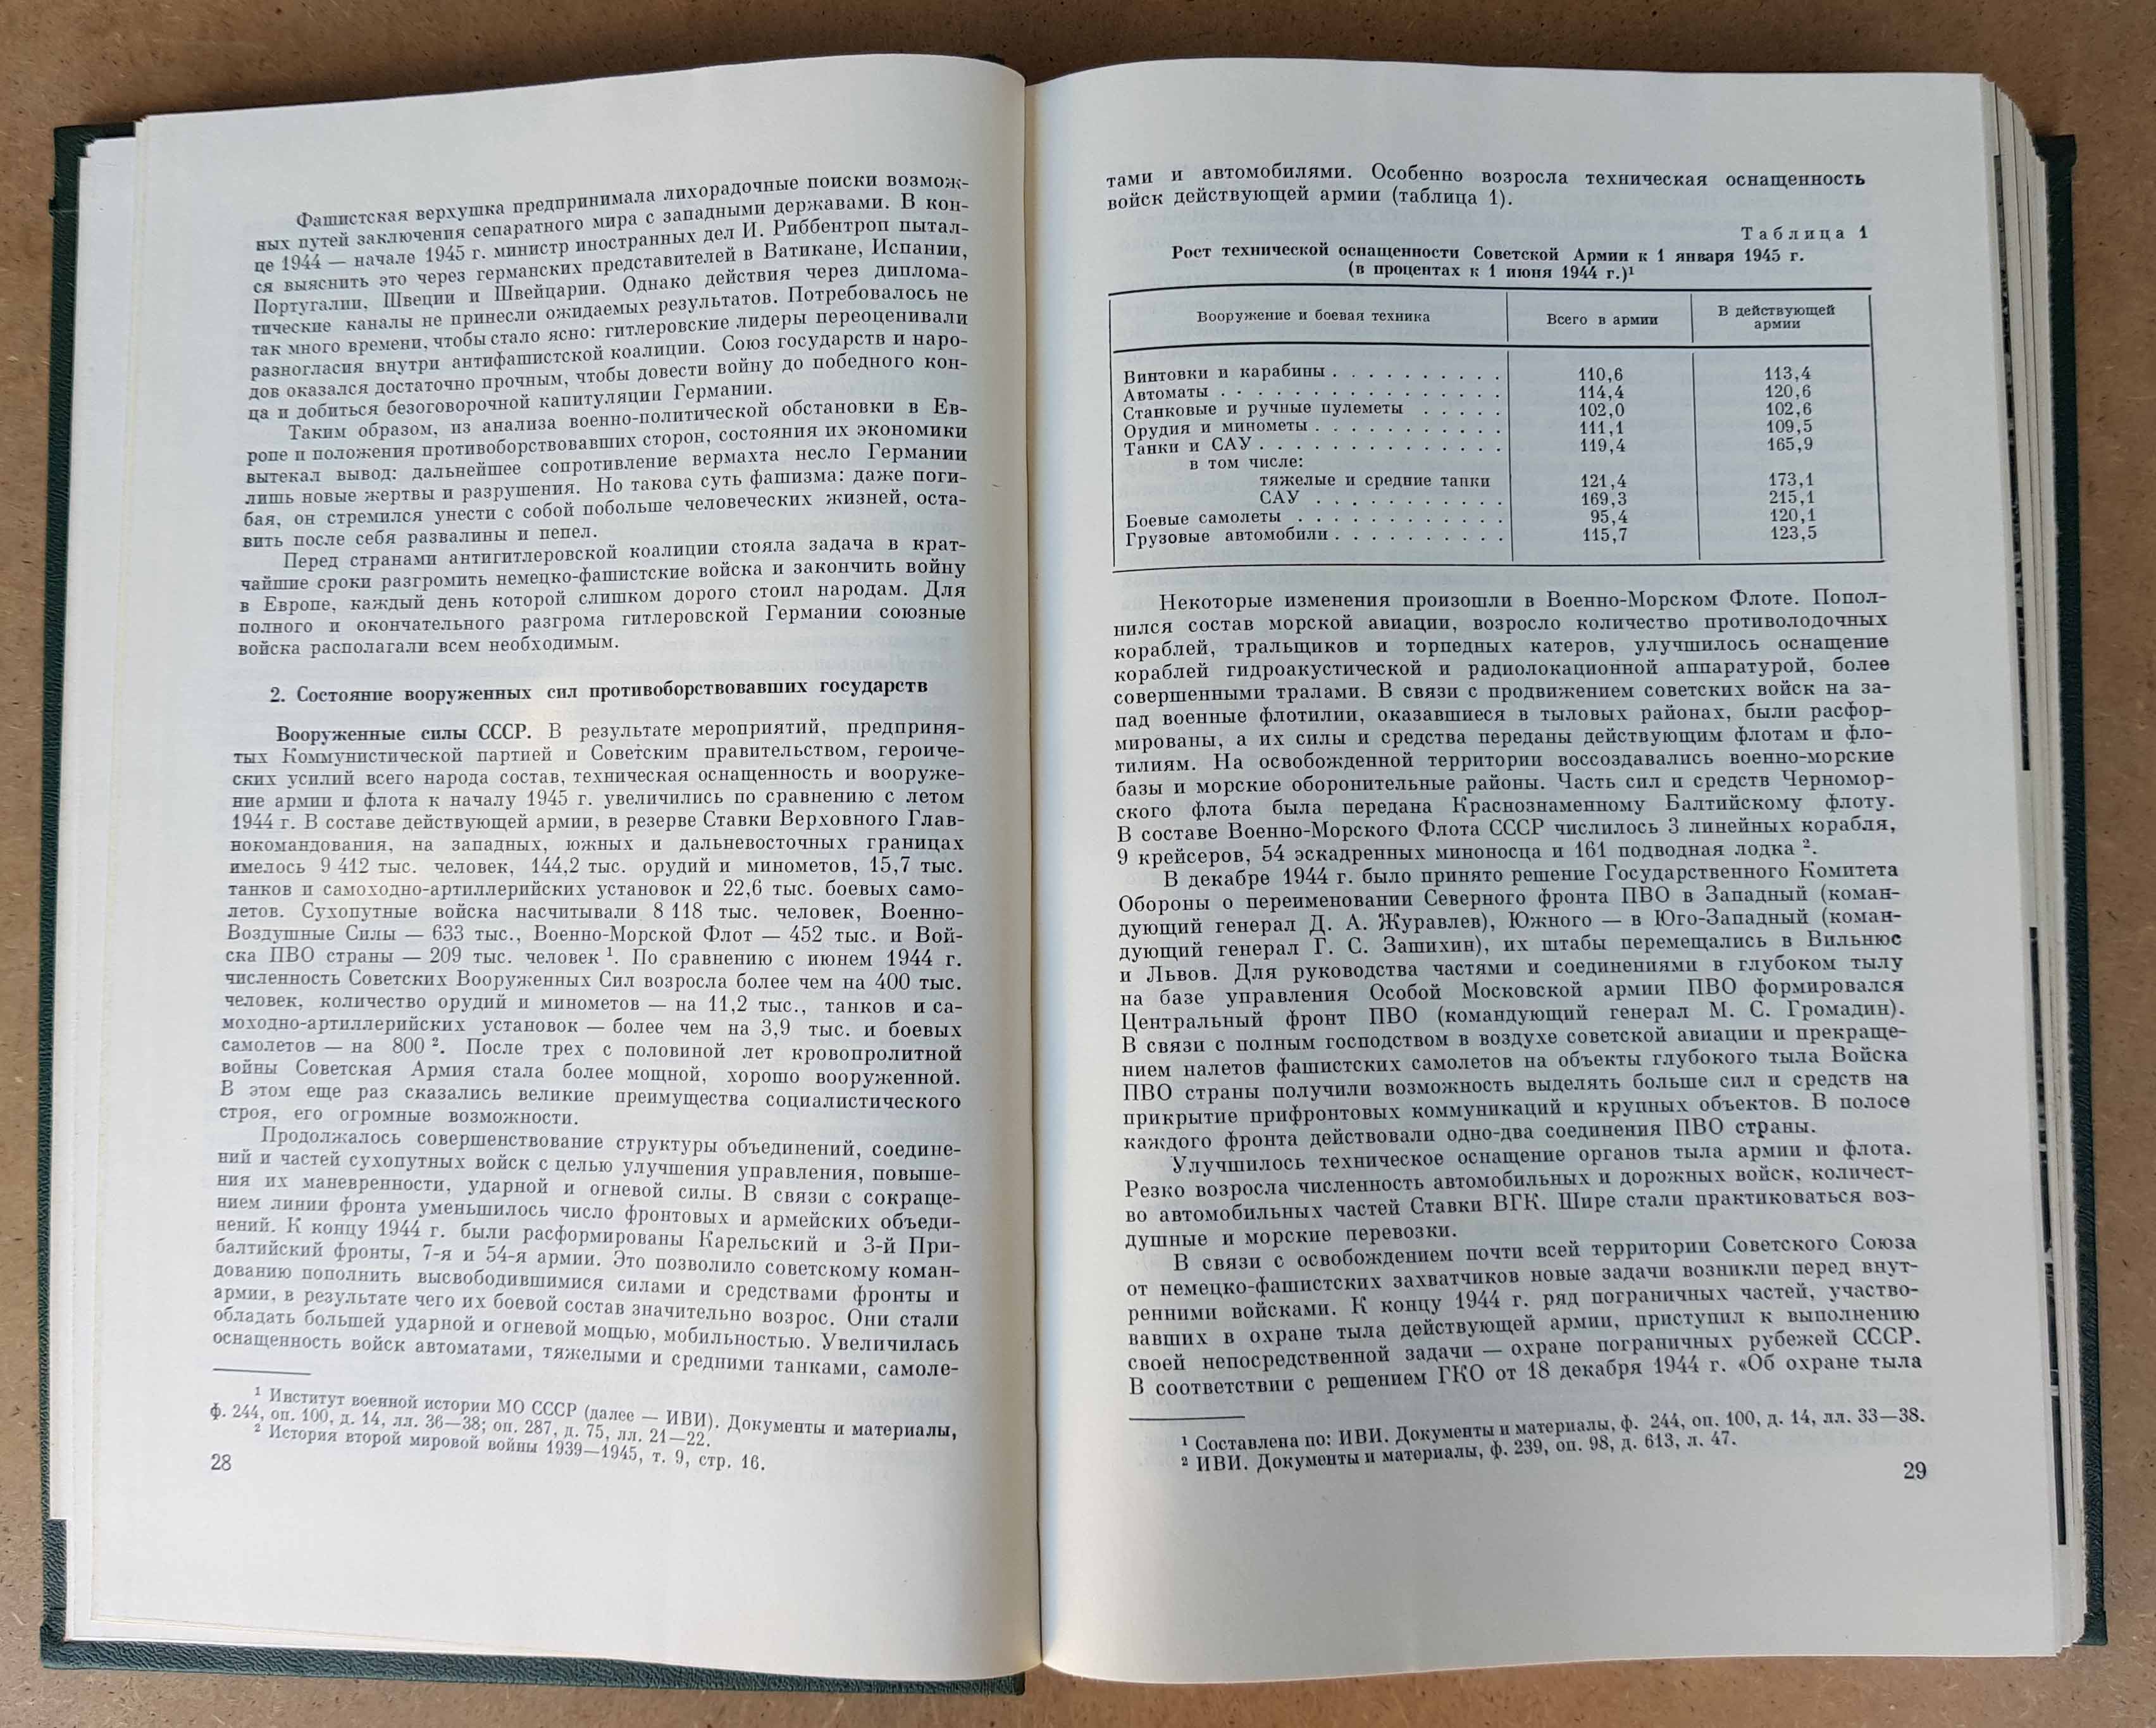 Фашистская верхушка предпринимала лихорадочные поиски возмож-
ных путей заключения сепаратного мира с западными державами. В кон-
це 1944 — начале 1945 г. министр иностранных дел И. Риббентроп пытал-
ся выяснить это через германских представителей в Ватикане, Испании,
Португалии, Швеции и Швейцарии. Однако действия через диплома-
тические каналы не принесли ожидаемых результатов. Потребовалось не
так много времени, чтобы стало ясно: гитлеровские лидеры переоценивали
разногласия внутри антифашистской коалиции. Союз государств и наро-
дов оказался достаточно прочным, чтобы довести войну до победного кон-
ца и добиться безоговорочной капитуляции Германии.
Таким образом, из анализа военно-политической обстановки в Ев-
ропе и положения противоборствовавших сторон, состояния их экономики
вытекал вывод: дальнейшее сопротивление вермахта несло Германии
лишь новые жертвы и разрушения. Но такова суть фашизма: даже поги-
бая, он стремился унести с собой побольше человеческих жизней, оста-
вить после себя развалины и пепел.
Перед странами антигитлеровской коалиции стояла задача в крат-
чайшие сроки разгромить немецко-фашистские войска и закончить войну
в Европе, каждый день которой слишком дорого стоил народам. Для
полного и окончательного разгрома гитлеровской Германии союзные
войска располагали всем необходимым.
2. Состояние вооруженных сил противоборствовавших государств
Вооруженные силы СССР. В результате мероприятий, предприня-
тых Коммунистической партией и Советским правительством, героиче-
ских усилий всего народа состав, техническая оснащенность и вооруже-
ние армии и флота к началу 1945 г. увеличились по сравнению с летом
1944 г. В составе действующей армии, в резерве Ставки Верховного Глав-
нокомандования, на западных, южных и дальневосточных границах
имелось 9 412 тыс. человек, 144,2 тыс. орудий и минометов, 15,7 тыс.
танков и самоходно-артиллерийских установок и 22,6 тыс. боевых само-
летов. Сухопутные войска насчитывали 8 118 тыс. человек, Военно-
Воздушные Силы — 633 тыс., Военно-Морской Флот — 452 тыс. и Вой-
ска ПВО страны — 209 тыс. человек ¹. По сравнению с июнем 1944 г.
численность Советских Вооруженных Сил возросла более чем на 400 тыс.
человек, количество орудий и минометов — на 11,2 тыс., танков и са-
моходно-артиллерийских установок — более чем на 3,9 тыс. и боевых
самолетов — на 800 ². После трех с половиной лет кровопролитной
войны Советская Армия стала более мощной, хорошо вооруженной.
В этом еще раз сказались великие преимущества социалистического
строя, его огромные возможности.
Продолжалось совершенствование структуры объединений, соедине-
ний и частей сухопутных войск с целью улучшения управления, повыше-
ния их маневренности, ударной и огневой силы. В связи с сокраще-
нием линии фронта уменьшилось число фронтовых и армейских объеди-
нений. К концу 1944 г. были расформированы Карельский и 3-й При-
балтийский фронты, 7-я и 54-я армии. Это позволило советскому коман-
дованию пополнить высвободившимися силами и средствами фронты и
армии, в результате чего их боевой состав значительно возрос. Они стали
обладать большей ударной и огневой мощью, мобильностью. Увеличилась
оснащенность войск автоматами, тяжелыми и средними танками, самоле-
¹ Институт военной истории МО СССР (далее — ИВИ). Документы и материалы,
ф. 244, оп. 100, д. 14, лл. 36—38; оп. 287, д. 75, лл. 21—22.
² История второй мировой войны 1939—1945, т. 9, стр. 16.
28
тами и автомобилями. Особенно возросла техническая оснащенность
войск действующей армии (таблица 1).
Таблица 1
Рост технической оснащенности Советской Армии к 1 января 1945 г.
(в процентах к 1 июня 1944 г.)¹
Вооружение и боевая техника Всего в армии В действующей армии
Винтовки и карабины . . . . . . . . . . 110,6 113,4
Автоматы . . . . . . . . . . . . . . . 114,4 120,6
Станковые и ручные пулеметы . . . . . 102,0 102,6
Орудия и минометы . . . . . . . . . . . 111,1 109,5
Танки и САУ . . . . . . . . . . . . . 119,4 165,9
в том числе:
тяжелые и средние танки 121,4 173,1
САУ . . . . . . . . . . . 169,3 215,1
Боевые самолеты . . . . . . . . . . . . 95,4 120,1
Грузовые автомобили . . . . . . . . . . 115,7 123,5
Некоторые изменения произошли в Военно-Морском Флоте. Попол-
нился состав морской авиации, возросло количество противолодочных
кораблей, тральщиков и торпедных катеров, улучшилось оснащение
кораблей гидроакустической и радиолокационной аппаратурой, более
совершенными тралами. В связи с продвижением советских войск на за-
пад военные флотилии, оказавшиеся в тыловых районах, были расфор-
мированы, а их силы и средства переданы действующим флотам и фло-
тилиям. На освобожденной территории воссоздавались военно-морские
базы и морские оборонительные районы. Часть сил и средств Черномор-
ского флота была передана Краснознаменному Балтийскому флоту.
В составе Военно-Морского Флота СССР числилось 3 линейных корабля,
9 крейсеров, 54 эскадренных миноносца и 161 подводная лодка ².
В декабре 1944 г. было принято решение Государственного Комитета
Обороны о переименовании Северного фронта ПВО в Западный (коман-
дующий генерал Д. А. Журавлев), Южного — в Юго-Западный (коман-
дующий генерал Г. С. Зашихин), их штабы перемещались в Вильнюс
и Львов. Для руководства частями и соединениями в глубоком тылу
на базе управления Особой Московской армии ПВО формировался
Центральный фронт ПВО (командующий генерал М. С. Громадин).
В связи с полным господством в воздухе советской авиации и прекраще-
нием налетов фашистских самолетов на объекты глубокого тыла Войска
ПВО страны получили возможность выделять больше сил и средств на
прикрытие прифронтовых коммуникаций и крупных объектов. В полосе
каждого фронта действовали одно-два соединения ПВО страны.
Улучшилось техническое оснащение органов тыла армии и флота.
Резко возросла численность автомобильных и дорожных войск, количест-
во автомобильных частей Ставки ВГК. Шире стали практиковаться воз-
душные и морские перевозки.
В связи с освобождением почти всей территории Советского Союза
от немецко-фашистских захватчиков новые задачи возникли перед внут-
ренними войсками. К концу 1944 г. ряд пограничных частей, участво-
вавших в охране тыла действующей армии, приступил к выполнению
своей непосредственной задачи — охране пограничных рубежей СССР.
В соответствии с решением ГКО от 18 декабря 1944 г. «Об охране тыла
¹ Составлена по: ИВИ. Документы и материалы, ф. 244, оп. 100, д. 14, лл. 33—38.
² ИВИ. Документы и материалы, ф. 239, оп. 98, д. 613, л. 47.
29